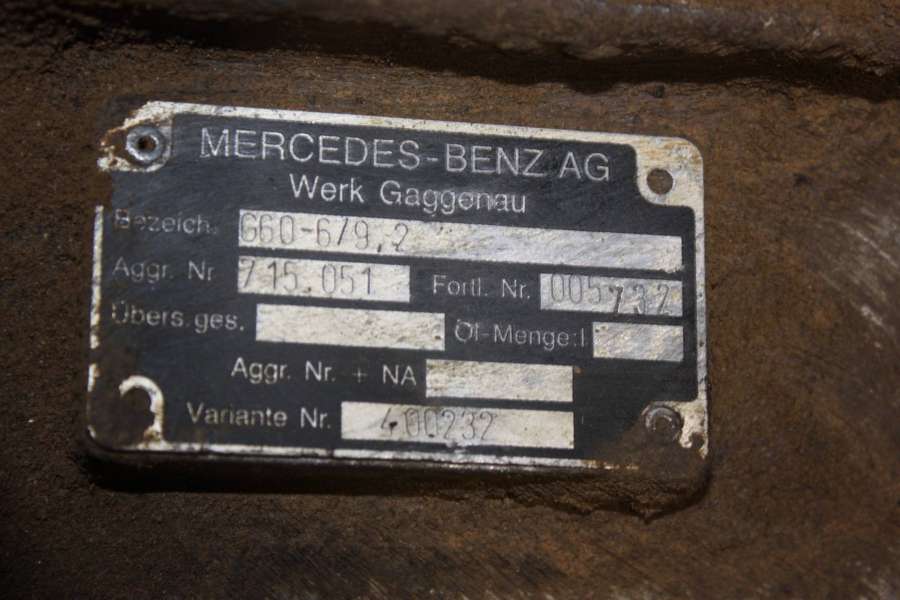 MERCEDES-BENZ AG
Werk Gaggenau
Bezeich. G60-6/9,2
Aggr. Nr 715.051 Fortl. Nr. 005732
Übers.ges. Öl-Menge:l
Aggr. Nr. + NA
Variante Nr. 400232